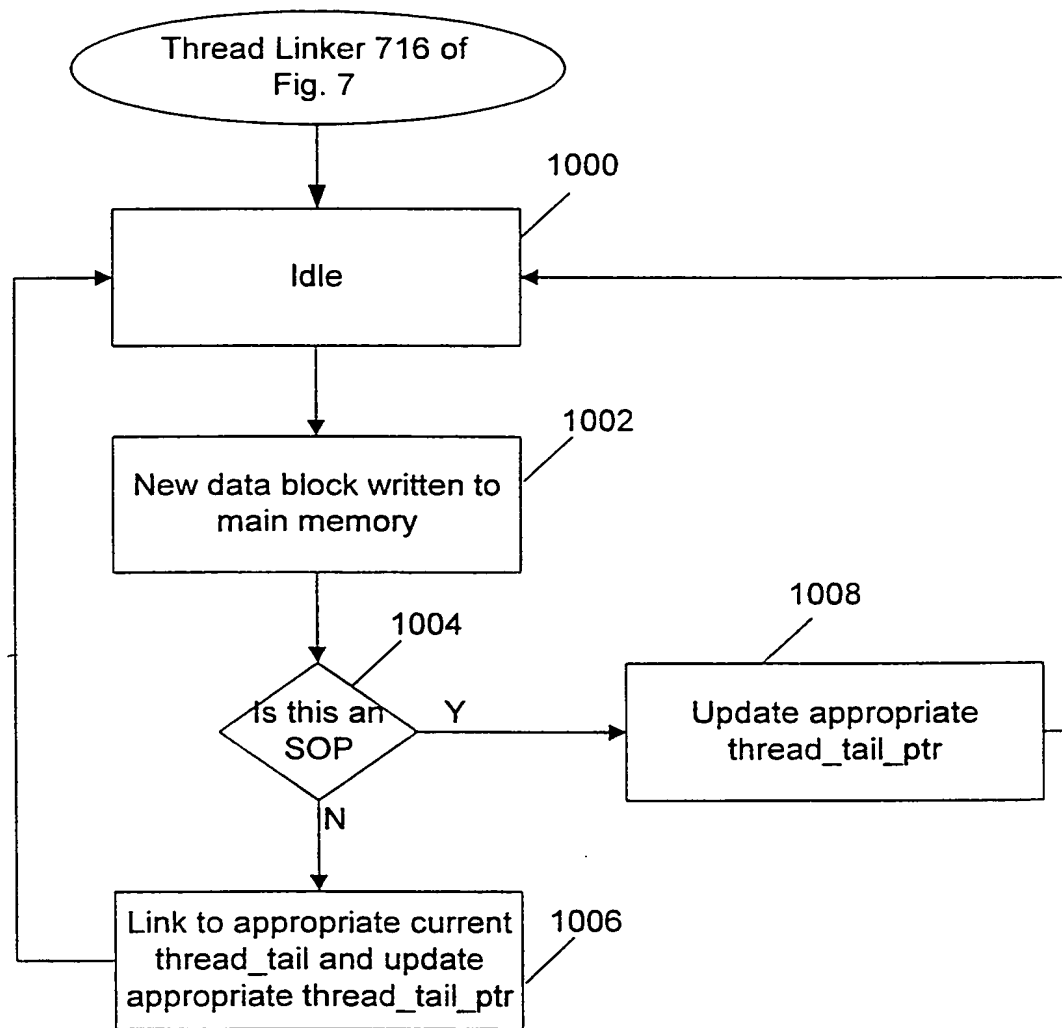 Thread Linker 716 of
Fig. 7
1000
Idle
1002
New data block written to
main memory
1004
Is this an
SOP
Y
N
1008
Update appropriate
thread_tail_ptr
Link to appropriate current
thread_tail and update
appropriate thread_tail_ptr
1006